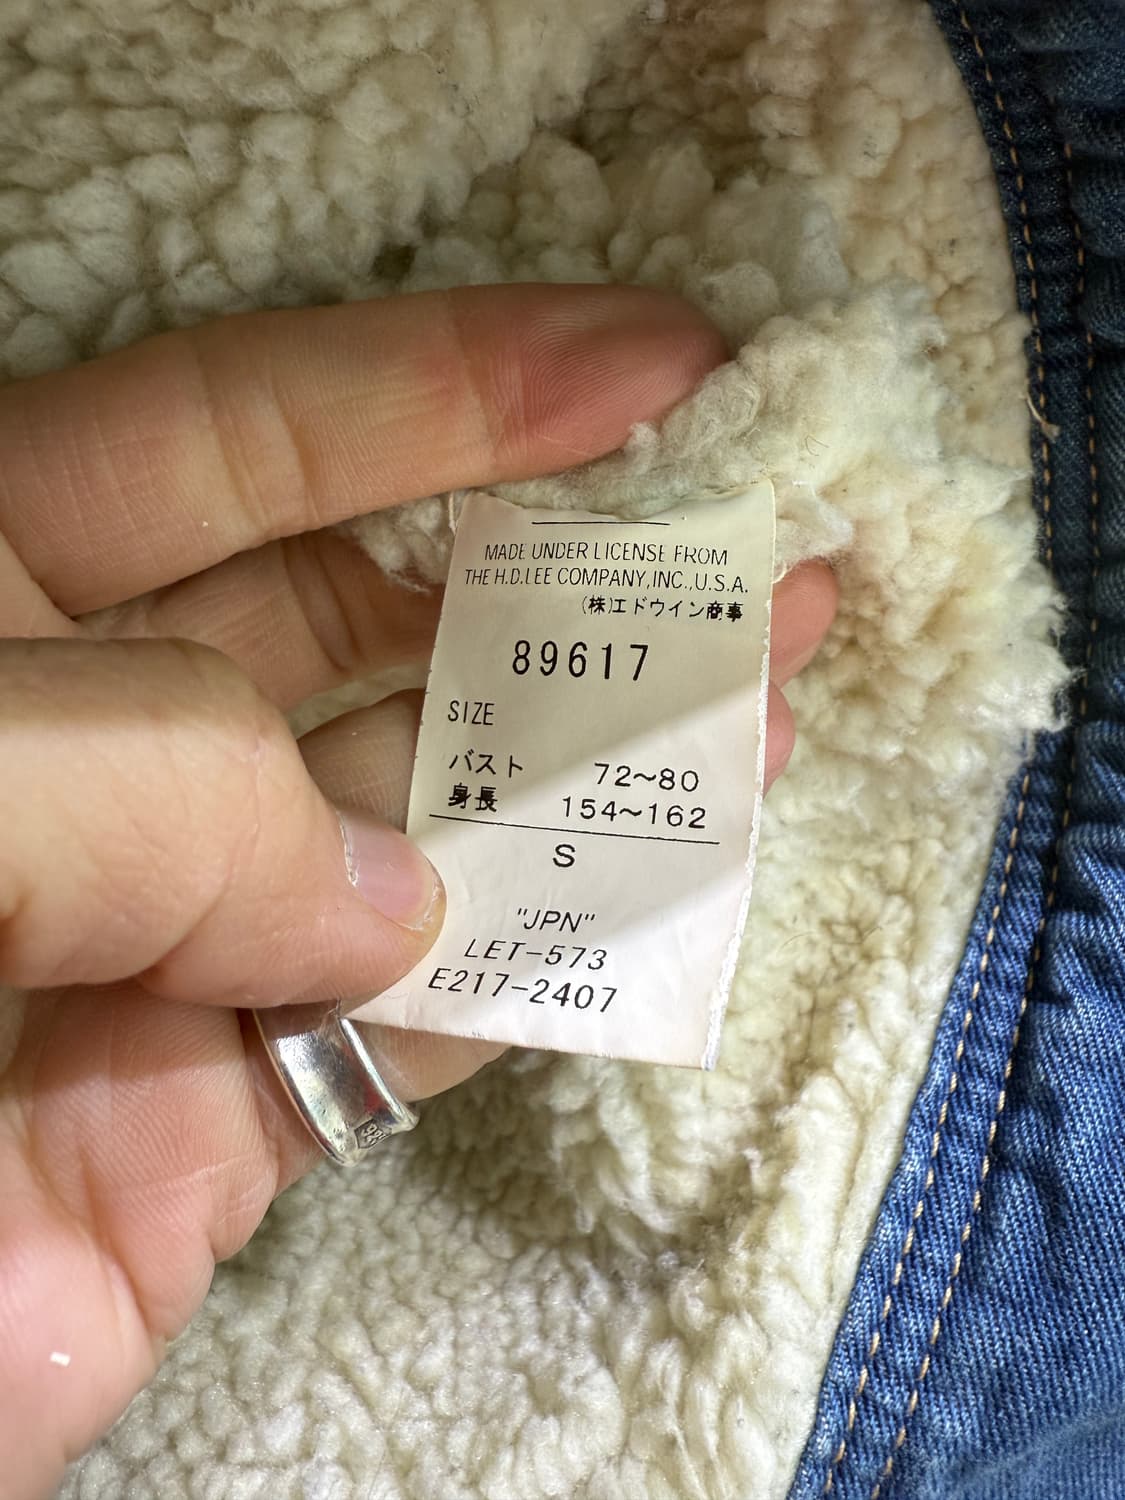 MADE UNDER LICENSE FROM
THE H.D.LEE COMPANY,INC.,U.S.A.
(株)エドウイン商事
89617
SIZE
バスト 72~80
身長 154~162
S
"JPN"
LET-573
E217-2407
925